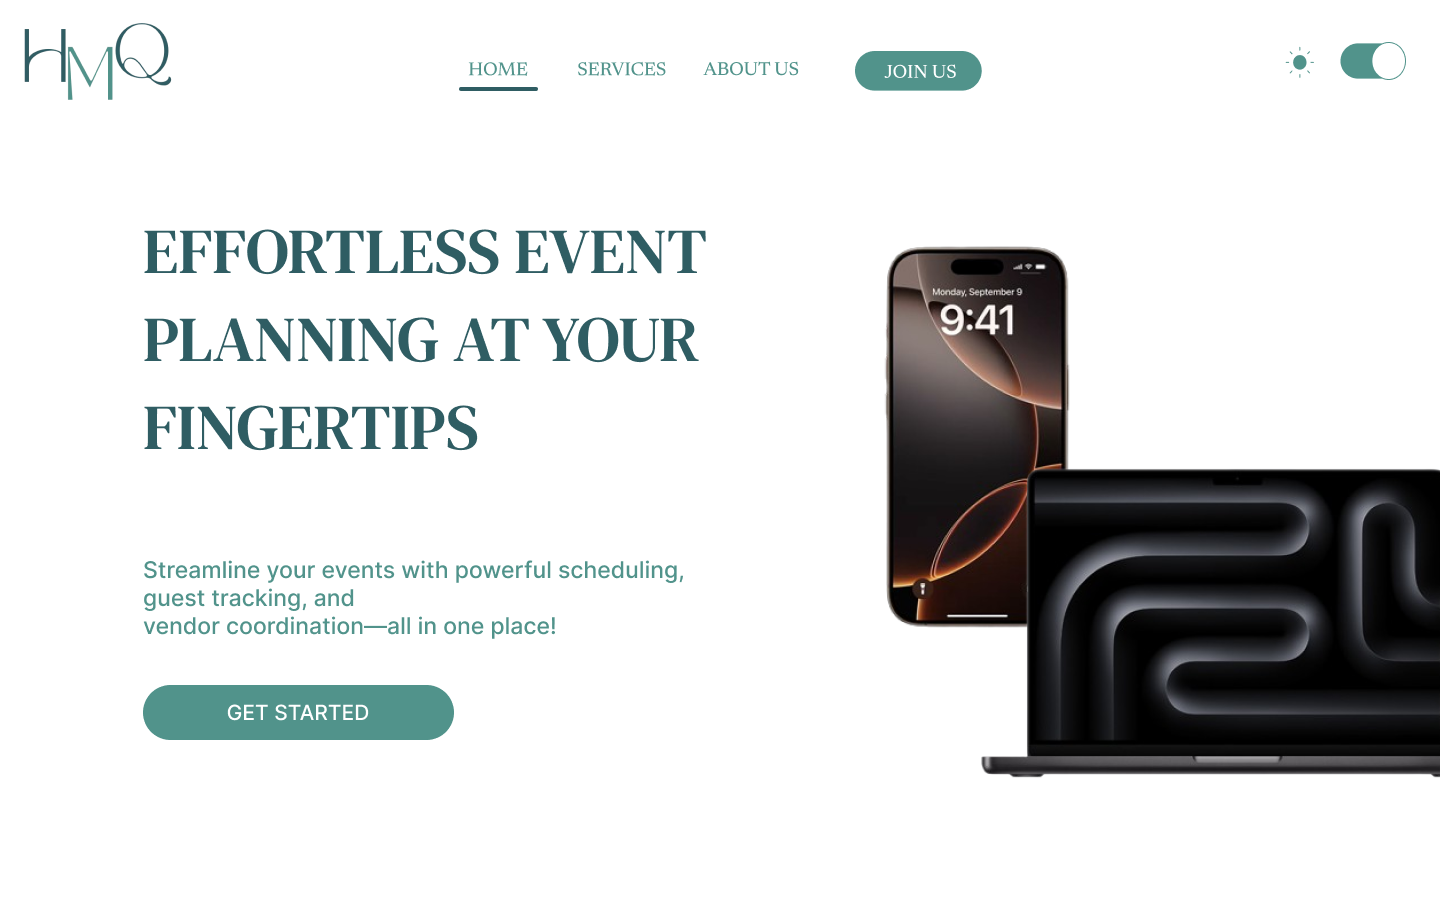 HMQ
HOME SERVICES ABOUT US JOIN US
EFFORTLESS EVENT
PLANNING AT YOUR
FINGERTIPS
Monday, September 9
9:41
Streamline your events with powerful scheduling,
guest tracking, and
vendor coordination—all in one place!
GET STARTED